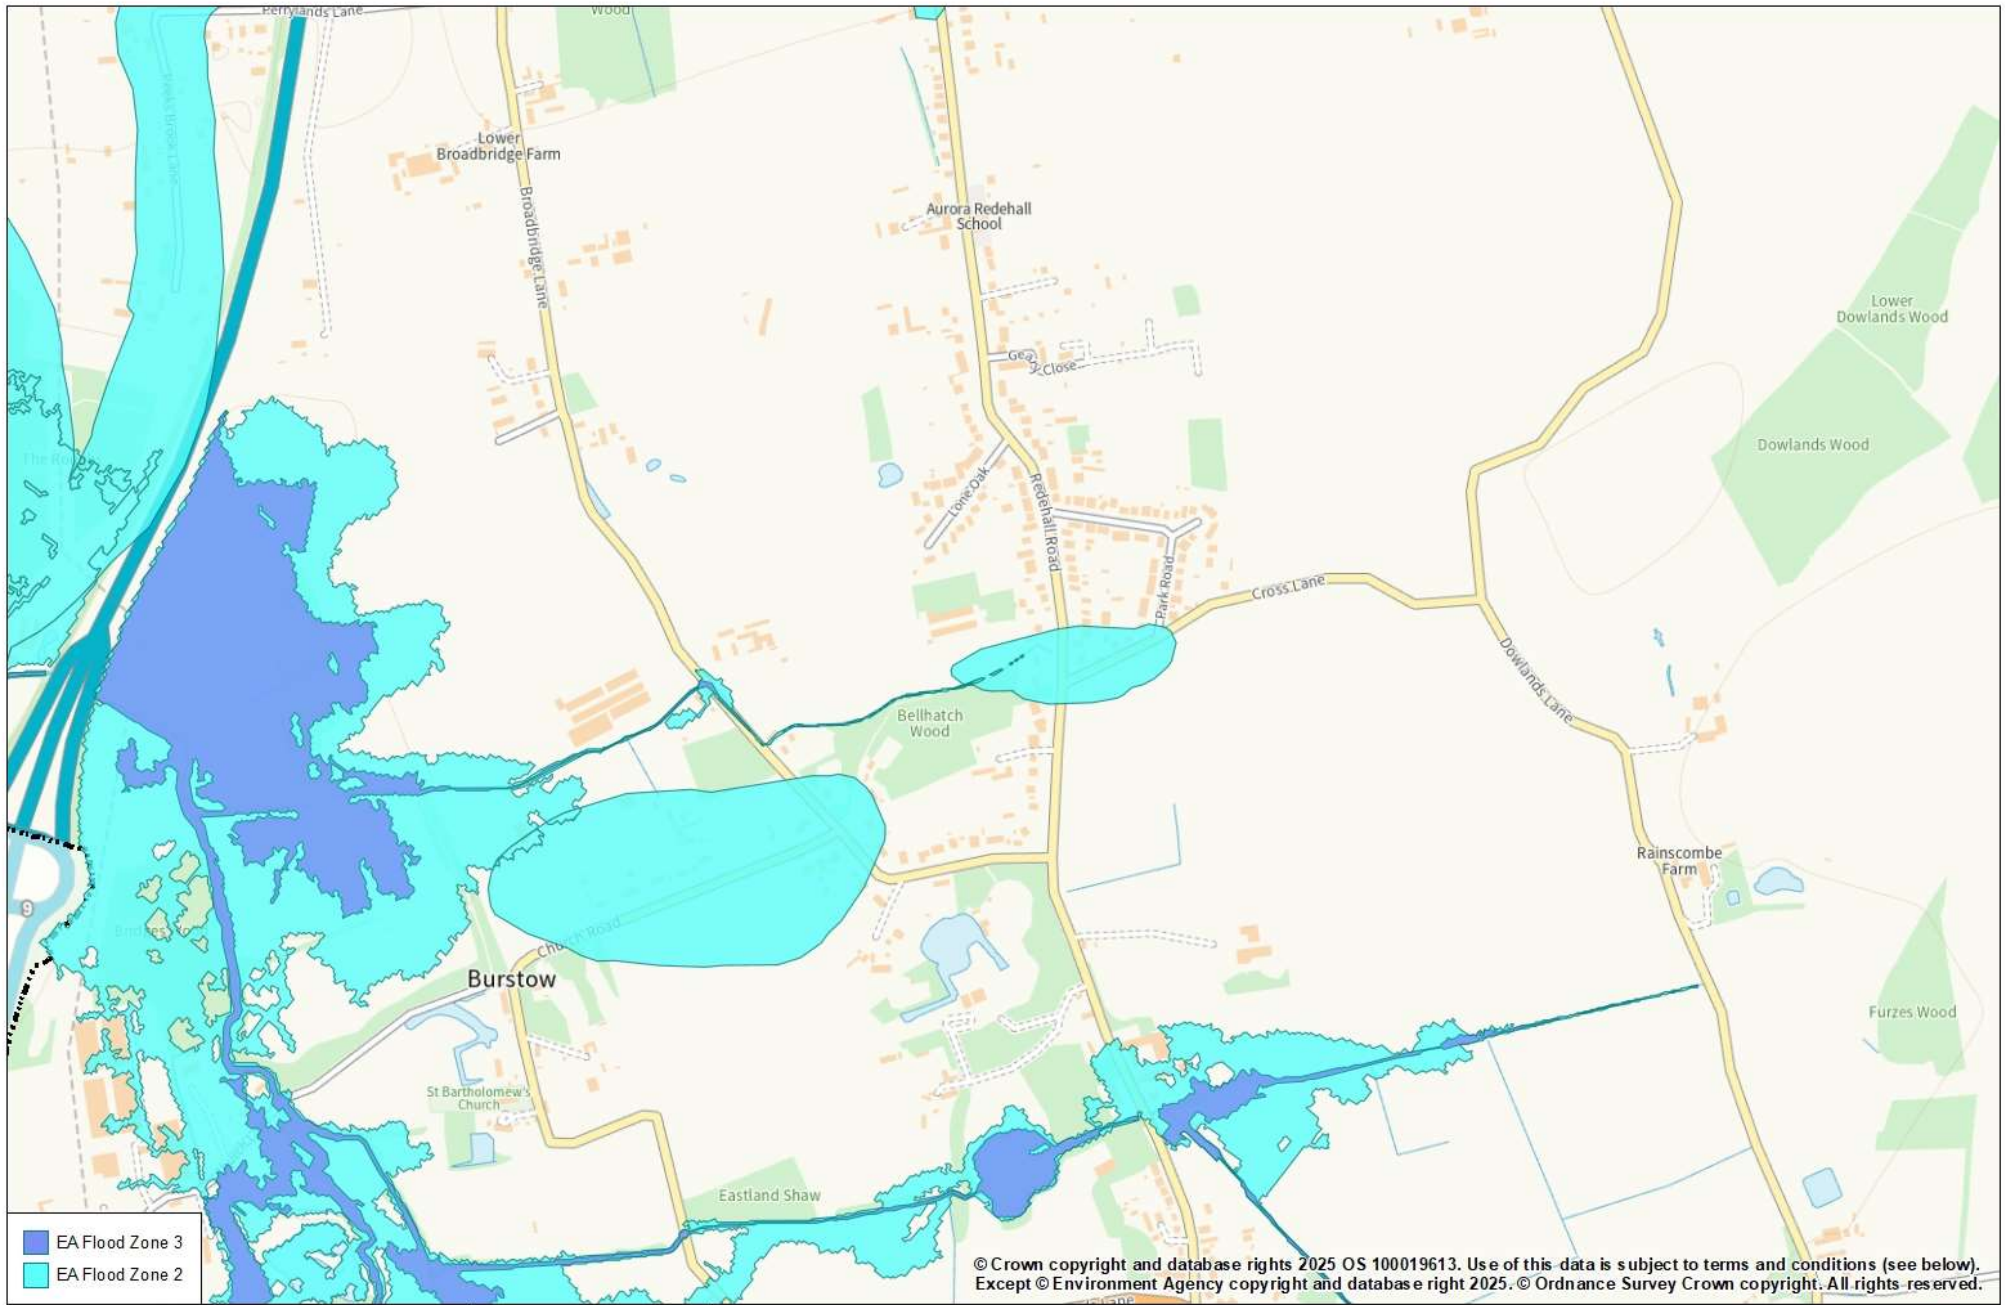 Perrylands Lane
Wood
Lower
Broadbridge Farm
Broadbridge Lane
Aurora Redehall
School
Gear
Close
Lower
Dowlands Wood
Dowlands Wood
Lone Oak
Redehall Road
Park Road
Cross Lane
Dowlands Lane
Bellhatch
Wood
Rainscombe
Farm
9
Church Road
Burstow
Furzes Wood
St Bartholomew's
Church
Eastland Shaw
EA Flood Zone 3
EA Flood Zone 2
© Crown copyright and database rights 2025 OS 100019613. Use of this data is subject to terms and conditions (see below).
Except © Environment Agency copyright and database right 2025. © Ordnance Survey Crown copyright. All rights reserved.
Lane